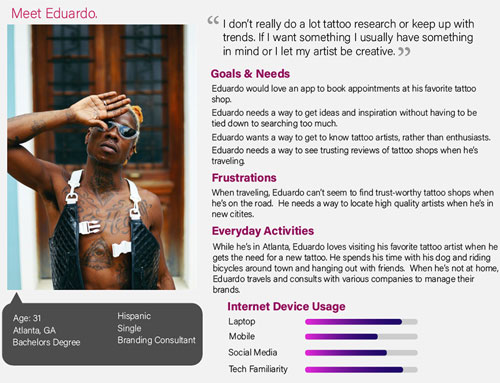 Meet Eduardo.
“ I don’t really do a lot tattoo research or keep up with
trends. If I want something I usually have something
in mind or I let my artist be creative. ”
Goals & Needs
Eduardo would love an app to book appointments at his favorite tattoo
shop.
Eduardo needs a way to get ideas and inspiration without having to be
tied down to searching too much.
Eduardo wants a way to get to know tattoo artists, rather than enthusiasts.
Eduardo needs a way to see trusting reviews of tattoo shops when he’s
traveling.
Frustrations
When traveling, Eduardo can’t seem to find trust-worthy tattoo shops when
he’s on the road.  He needs a way to locate high quality artists when he’s in
new citites.
Everyday Activities
While he’s in Atlanta, Eduardo loves visiting his favorite tattoo artist when he
gets the need for a new tattoo. He spends his time with his dog and riding
bicycles around town and hanging out with friends.  When he’s not at home,
Eduardo travels and consults with various companies to manage their
brands.
Age: 31
Atlanta, GA
Bachelors Degree
Hispanic
Single
Branding Consultant
Internet Device Usage
Laptop
Mobile
Social Media
Tech Familiarity